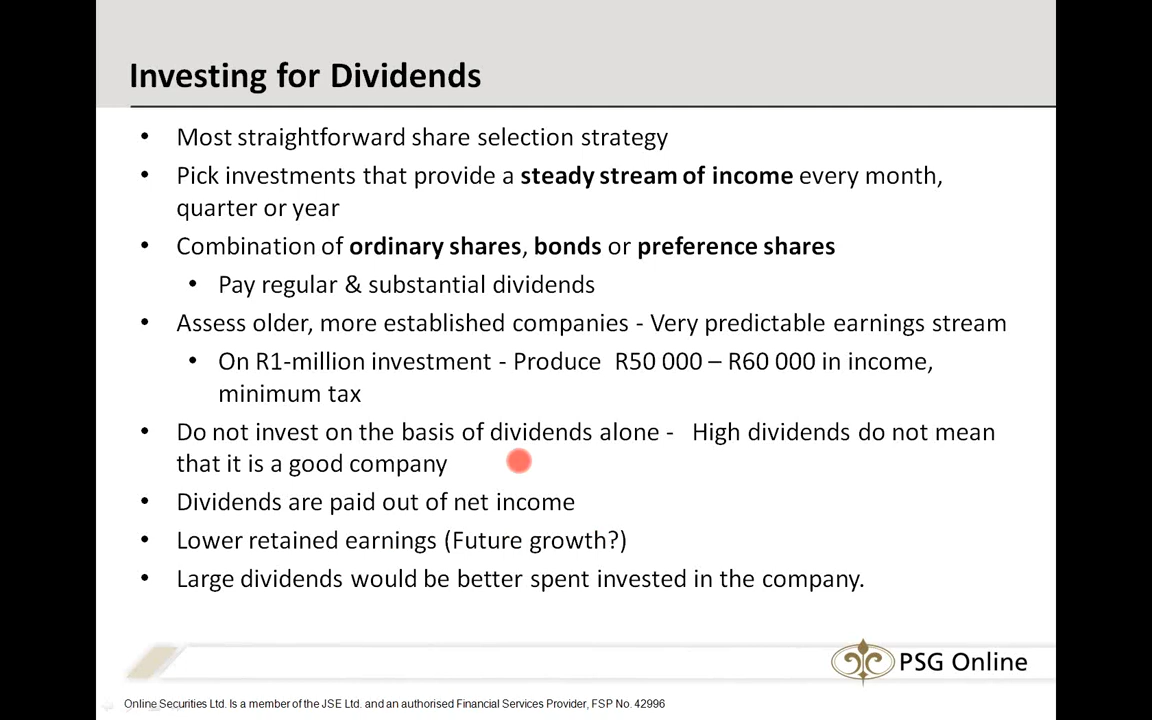 Investing for Dividends
• Most straightforward share selection strategy
• Pick investments that provide a steady stream of income every month,
quarter or year
• Combination of ordinary shares, bonds or preference shares
• Pay regular & substantial dividends
• Assess older, more established companies - Very predictable earnings stream
• On R1-million investment - Produce R50 000 – R60 000 in income,
minimum tax
• Do not invest on the basis of dividends alone - High dividends do not mean
that it is a good company
• Dividends are paid out of net income
• Lower retained earnings (Future growth?)
• Large dividends would be better spent invested in the company.
PSG Online
Online Securities Ltd. Is a member of the JSE Ltd. and an authorised Financial Services Provider, FSP No. 42996